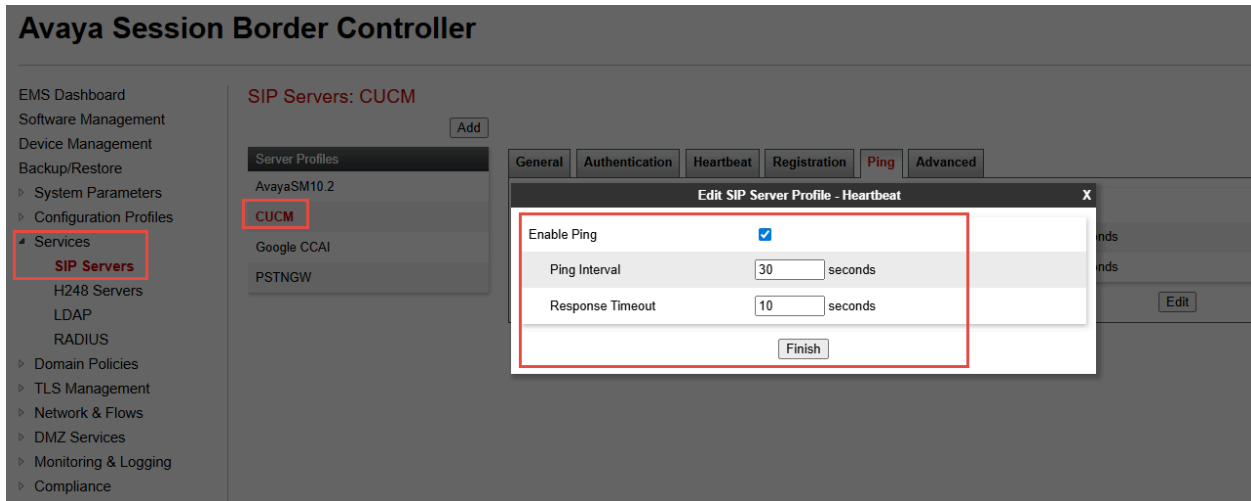 Avaya Session Border Controller
EMS Dashboard
Software Management
Device Management
Backup/Restore
System Parameters
Configuration Profiles
Services
SIP Servers
H248 Servers
LDAP
RADIUS
Domain Policies
TLS Management
Network & Flows
DMZ Services
Monitoring & Logging
Compliance
SIP Servers: CUCM
Add
Server Profiles
AvayaSM10.2
CUCM
Google CCAI
PSTNGW
General Authentication Heartbeat Registration Ping Advanced
Edit SIP Server Profile - Heartbeat X
Enable Ping
Ping Interval 30 seconds
Response Timeout 10 seconds
Finish
nds
nds
Edit